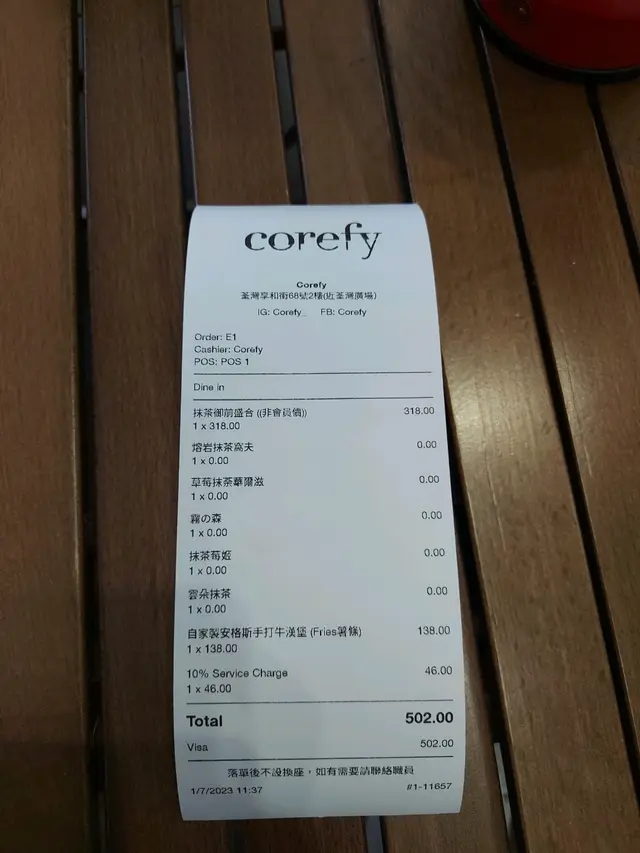 corefy
Corefy
荃灣享和街68號2樓(近荃灣廣場)
IG: Corefy_ FB: Corefy
Order: E1
Cashier: Corefy
POS: POS 1
Dine in
抹茶御前盛合 ((非會員價)) 318.00
1 x 318.00
熔岩抹茶窩夫 0.00
1 x 0.00
草莓抹茶華爾滋 0.00
1 x 0.00
霧の森 0.00
1 x 0.00
抹茶莓姬 0.00
1 x 0.00
雲朵抹茶 0.00
1 x 0.00
自家製安格斯手打牛漢堡 (Fries薯條) 138.00
1 x 138.00
10% Service Charge 46.00
1 x 46.00
Total 502.00
Visa 502.00
落單後不設換座，如有需要請聯絡職員
1/7/2023 11:37 #1-11657